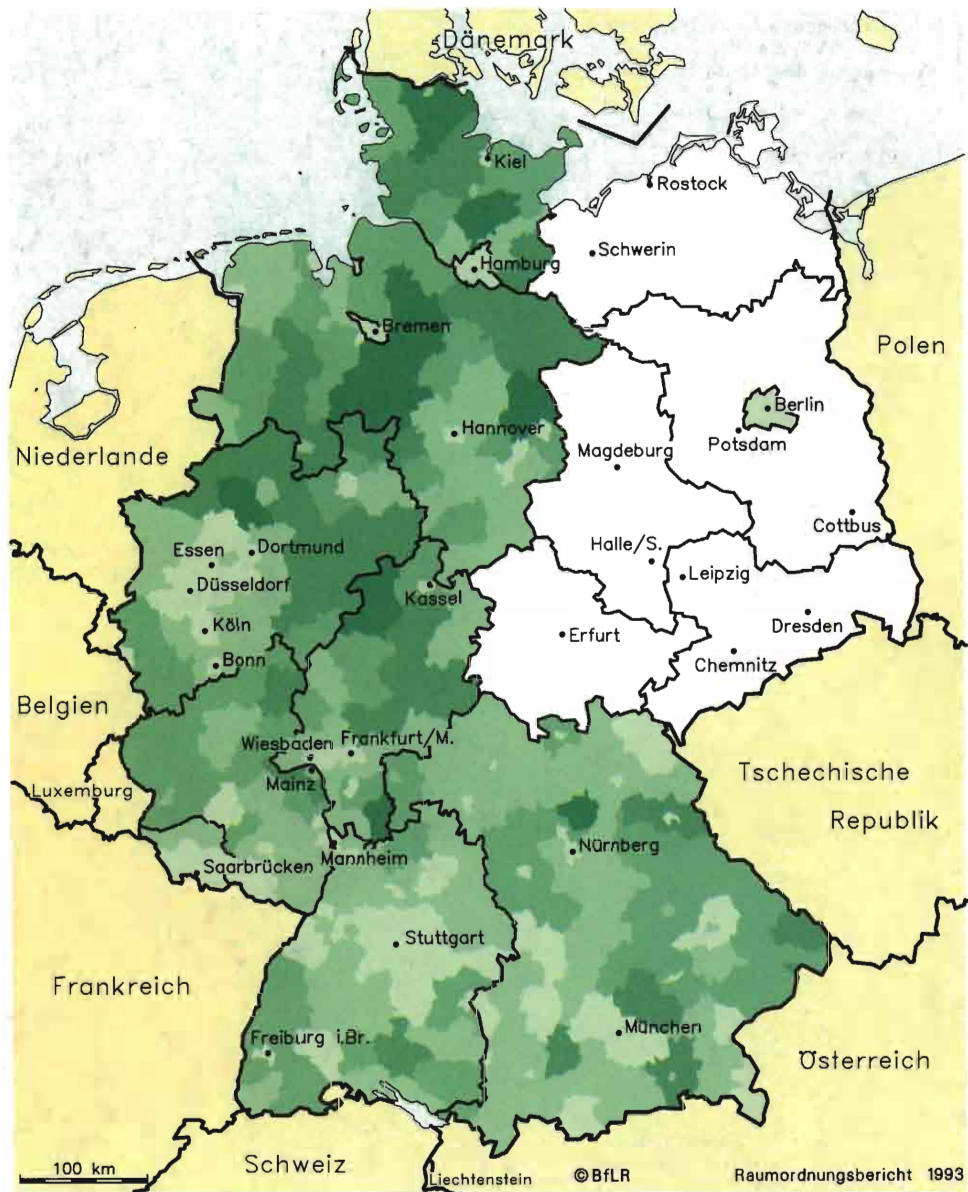 Dänemark
Kiel
Rostock
Schwerin
Hamburg
Bremen
Polen
Berlin
Hannover
Potsdam
Niederlande
Magdeburg
Cottbus
Essen
Dortmund
Halle/S.
Leipzig
Düsseldorf
Kassel
Dresden
Köln
Erfurt
Chemnitz
Bonn
Belgien
Wiesbaden
Frankfurt/M.
Mainz
Luxemburg
Tschechische
Republik
Saarbrücken
Mannheim
Nürnberg
Stuttgart
Frankreich
München
Freiburg i.Br.
Österreich
100 km
Schweiz
Liechtenstein
©BfLR
Raumordnungsbericht 1993